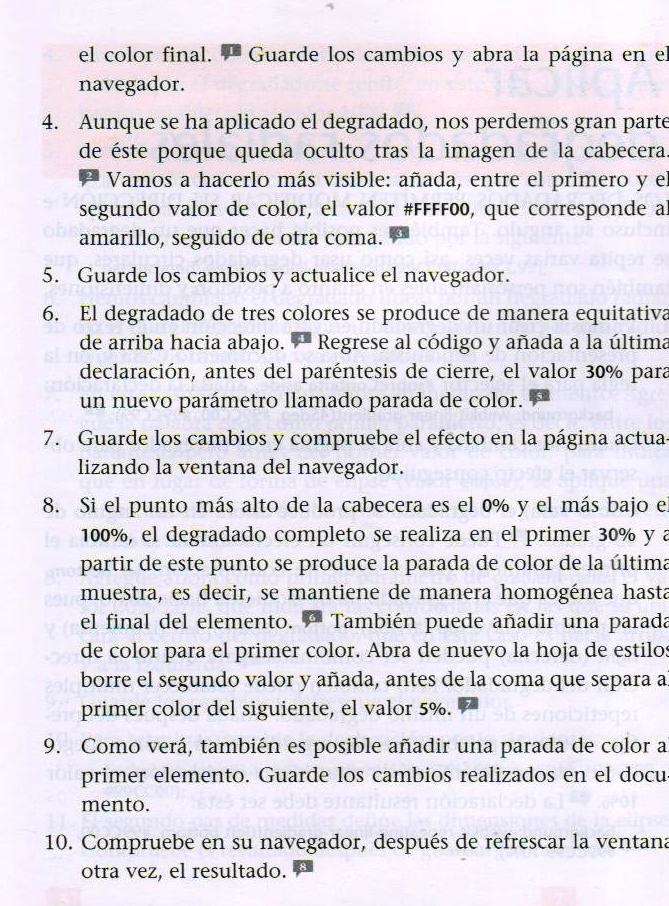 el color final. 1 Guarde los cambios y abra la página en el
navegador.
4. Aunque se ha aplicado el degradado, nos perdemos gran parte
de éste porque queda oculto tras la imagen de la cabecera.
2 Vamos a hacerlo más visible: añada, entre el primero y el
segundo valor de color, el valor #FFFF00, que corresponde al
amarillo, seguido de otra coma. 3
5. Guarde los cambios y actualice el navegador.
6. El degradado de tres colores se produce de manera equitativa
de arriba hacia abajo. 4 Regrese al código y añada a la última
declaración, antes del paréntesis de cierre, el valor 30% para
un nuevo parámetro llamado parada de color. 5
7. Guarde los cambios y compruebe el efecto en la página actua-
lizando la ventana del navegador.
8. Si el punto más alto de la cabecera es el 0% y el más bajo el
100%, el degradado completo se realiza en el primer 30% y a
partir de este punto se produce la parada de color de la última
muestra, es decir, se mantiene de manera homogénea hasta
el final del elemento. 6 También puede añadir una parada
de color para el primer color. Abra de nuevo la hoja de estilos
borre el segundo valor y añada, antes de la coma que separa al
primer color del siguiente, el valor 5%. 7
9. Como verá, también es posible añadir una parada de color al
primer elemento. Guarde los cambios realizados en el docu-
mento.
10. Compruebe en su navegador, después de refrescar la ventana
otra vez, el resultado. 8